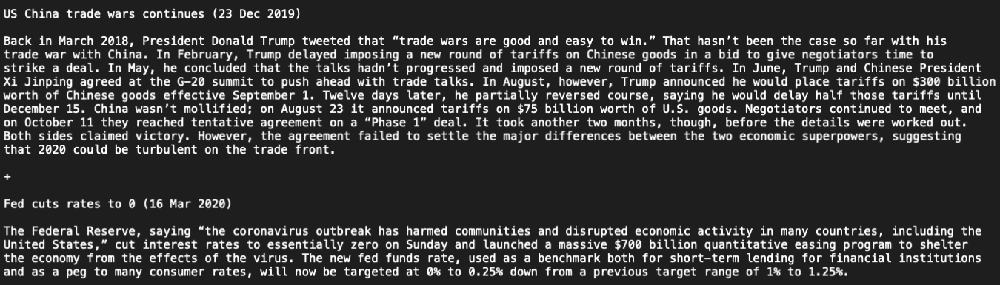 US China trade wars continues (23 Dec 2019)
Back in March 2018, President Donald Trump tweeted that “trade wars are good and easy to win.” That hasn’t been the case so far with his
trade war with China. In February, Trump delayed imposing a new round of tariffs on Chinese goods in a bid to give negotiators time to
strike a deal. In May, he concluded that the talks hadn’t progressed and imposed a new round of tariffs. In June, Trump and Chinese President
Xi Jinping agreed at the G–20 summit to push ahead with trade talks. In August, however, Trump announced he would place tariffs on $300 billion
worth of Chinese goods effective September 1. Twelve days later, he partially reversed course, saying he would delay half those tariffs until
December 15. China wasn’t mollified; on August 23 it announced tariffs on $75 billion worth of U.S. goods. Negotiators continued to meet, and
on October 11 they reached tentative agreement on a “Phase 1” deal. It took another two months, though, before the details were worked out.
Both sides claimed victory. However, the agreement failed to settle the major differences between the two economic superpowers, suggesting
that 2020 could be turbulent on the trade front.
+
Fed cuts rates to 0 (16 Mar 2020)
The Federal Reserve, saying “the coronavirus outbreak has harmed communities and disrupted economic activity in many countries, including the
United States,” cut interest rates to essentially zero on Sunday and launched a massive $700 billion quantitative easing program to shelter
the economy from the effects of the virus. The new fed funds rate, used as a benchmark both for short–term lending for financial institutions
and as a peg to many consumer rates, will now be targeted at 0% to 0.25% down from a previous target range of 1% to 1.25%.